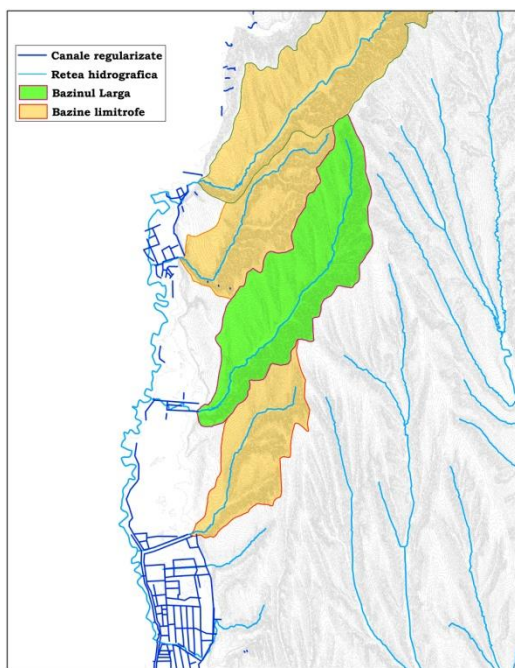 Canale regularizate
Retea hidrografica
Bazinul Larga
Bazine limitrofe